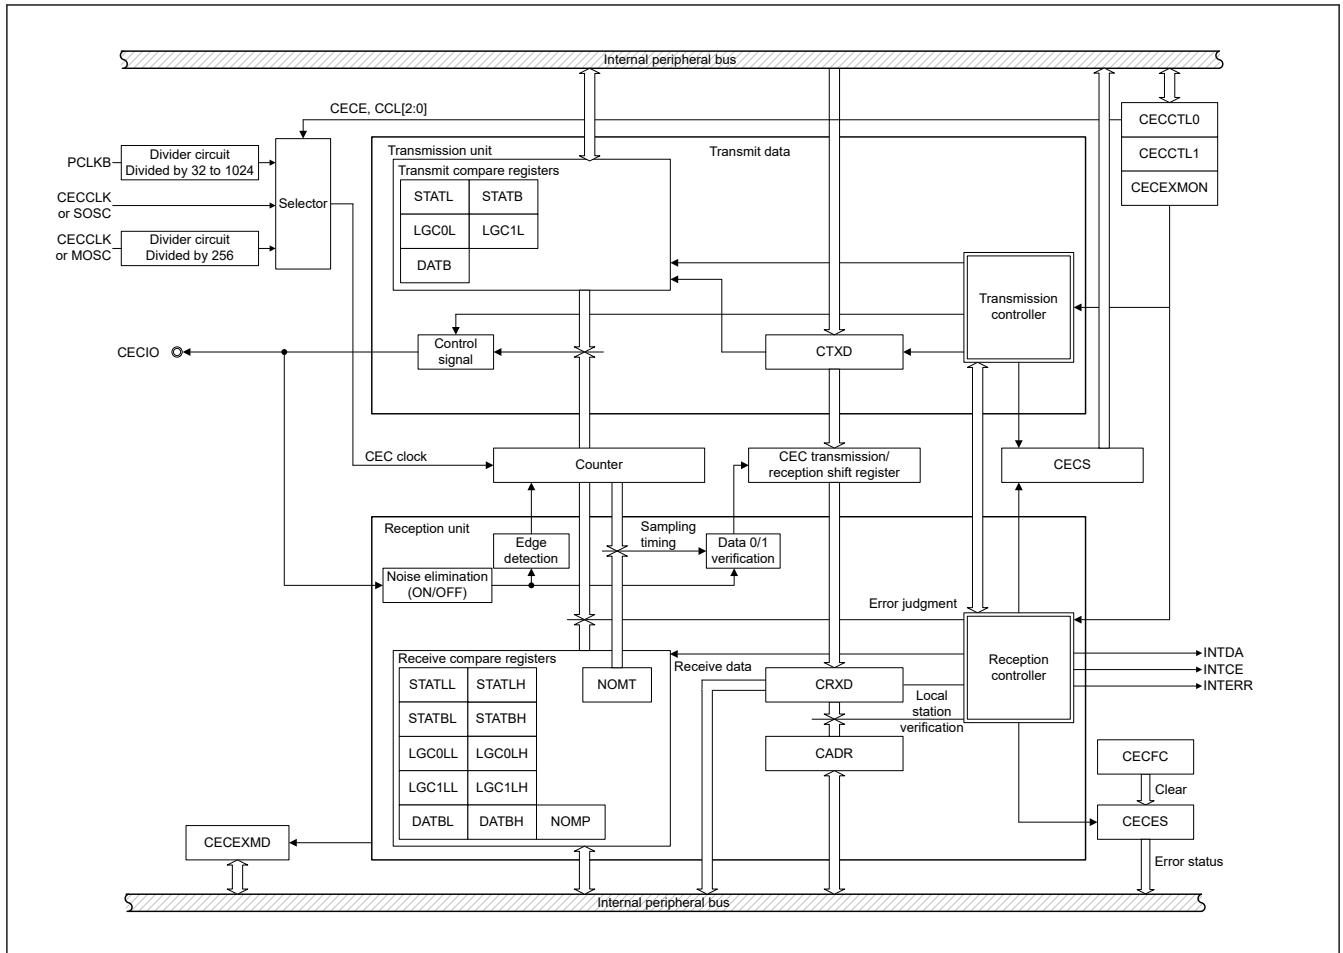 Internal peripheral bus
CECE, CCL[2:0]
CECCTL0
CECCTL1
CECEXMON
PCLKB
Divider circuit
Divided by 32 to 1024
CECCLK
or SOSC
Selector
CECCLK
or MOSC
Divider circuit
Divided by 256
Transmission unit
Transmit data
Transmit compare registers
STATL
STATB
LGC0L
LGC1L
DATB
Transmission
controller
CECIO
Control
signal
CTXD
CEC clock
Counter
CEC transmission/
reception shift register
CECS
Reception unit
Edge
detection
Sampling
timing
Data 0/1
verification
Noise elimination
(ON/OFF)
Error judgment
Receive compare registers
Receive data
STATLL
STATLH
NOMT
CRXD
Reception
controller
INTDA
INTCE
INTERR
STATBL
STATBH
Local
station
verification
LGC0LL
LGC0LH
CADR
CECFC
LGC1LL
LGC1LH
Clear
DATBL
DATBH
NOMP
CECES
CECEXMD
Error status
Internal peripheral bus